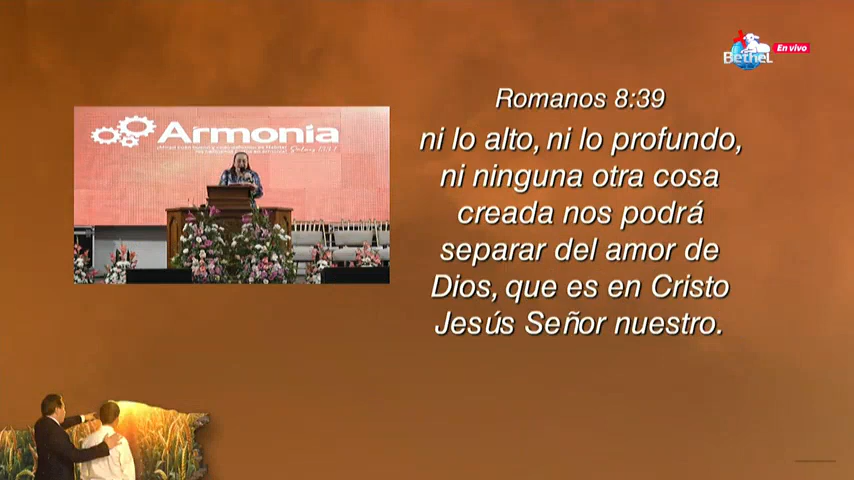 Bethel
En vivo
Romanos 8:39
ni lo alto, ni lo profundo,
ni ninguna otra cosa
creada nos podrá
separar del amor de
Dios, que es en Cristo
Jesús Señor nuestro.
Armonía